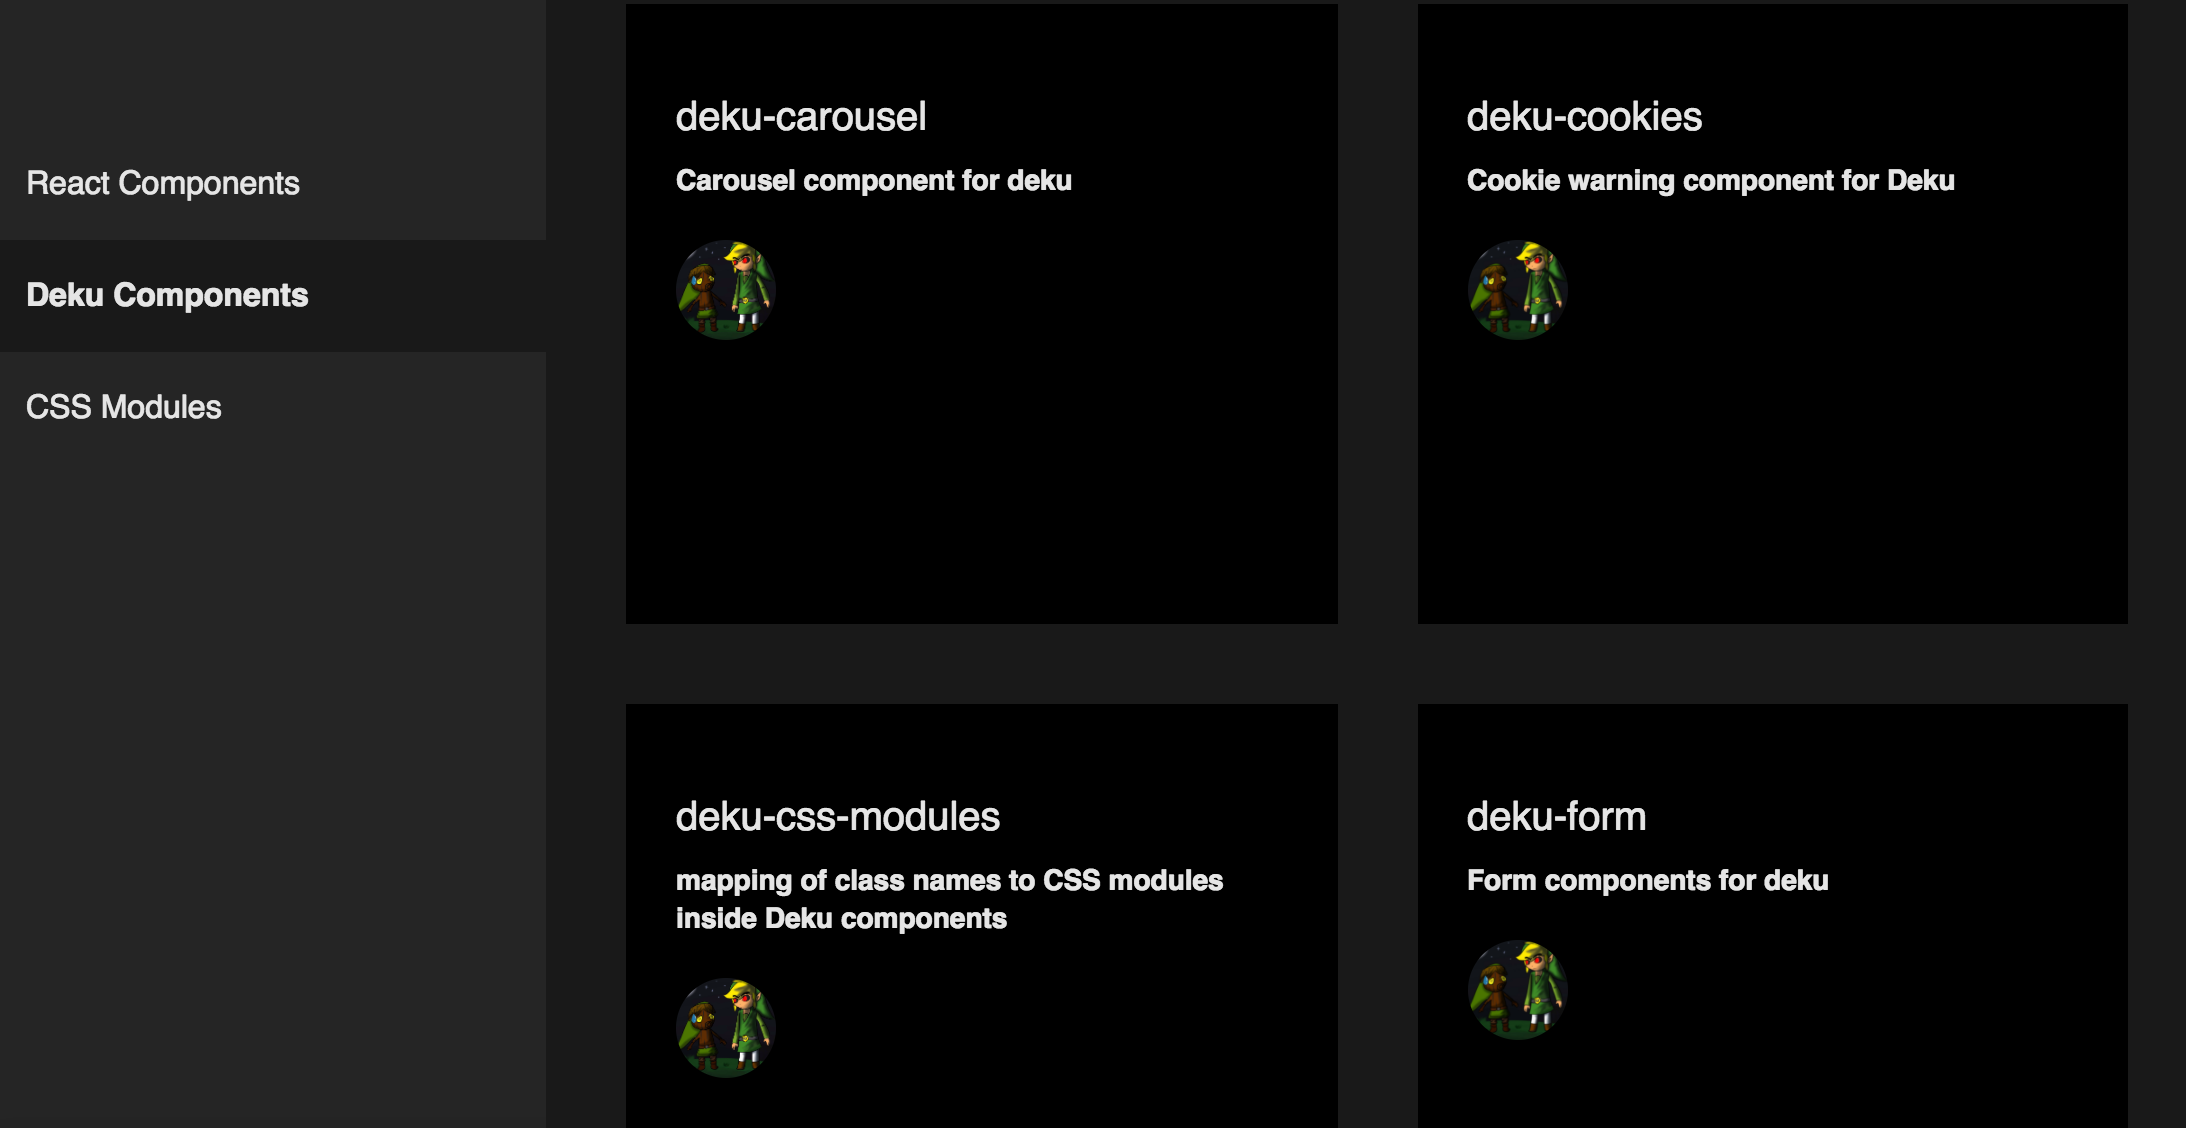 React Components
Deku Components
CSS Modules
deku-carousel
Carousel component for deku
deku-cookies
Cookie warning component for Deku
deku-css-modules
mapping of class names to CSS modules
inside Deku components
deku-form
Form components for deku